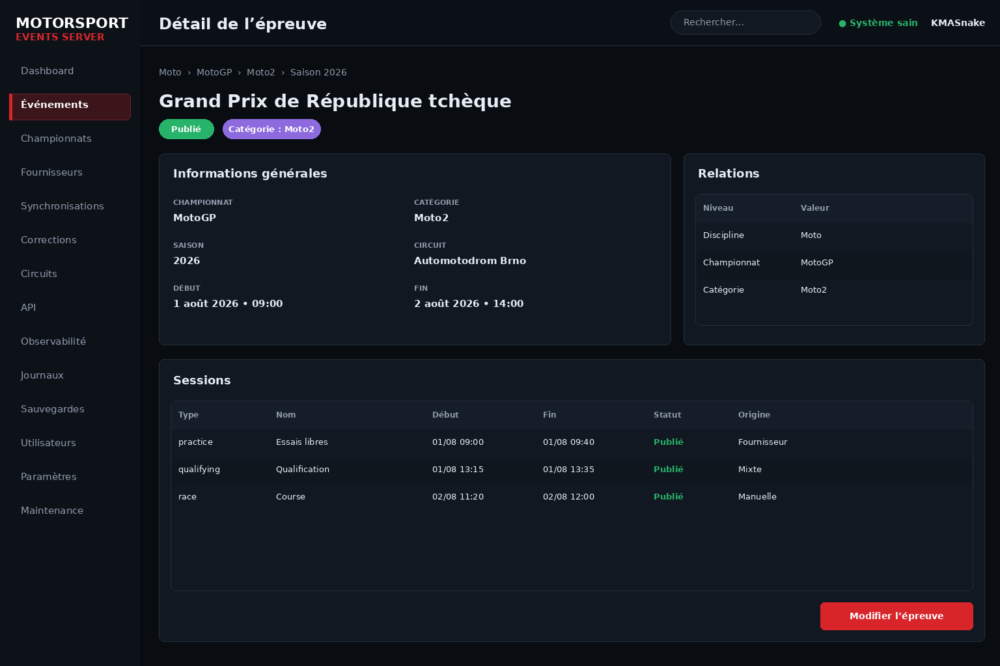 MOTORSPORT
EVENTS SERVER
Dashboard
Événements
Championnats
Fournisseurs
Synchronisations
Corrections
Circuits
API
Observabilité
Journaux
Sauvegardes
Utilisateurs
Paramètres
Maintenance
Détail de l’épreuve
Rechercher…
● Système sain
KMASnake
Moto › MotoGP › Moto2 › Saison 2026
Grand Prix de République tchèque
Publié
Catégorie : Moto2
Informations générales
CHAMPIONNAT
MotoGP
CATÉGORIE
Moto2
SAISON
2026
CIRCUIT
Automotodrom Brno
DÉBUT
1 août 2026 • 09:00
FIN
2 août 2026 • 14:00
Relations
Niveau Valeur
Discipline Moto
Championnat MotoGP
Catégorie Moto2
Sessions
Type Nom Début Fin Statut Origine
practice Essais libres 01/08 09:00 01/08 09:40 Publié Fournisseur
qualifying Qualification 01/08 13:15 01/08 13:35 Publié Mixte
race Course 02/08 11:20 02/08 12:00 Publié Manuelle
Modifier l’épreuve